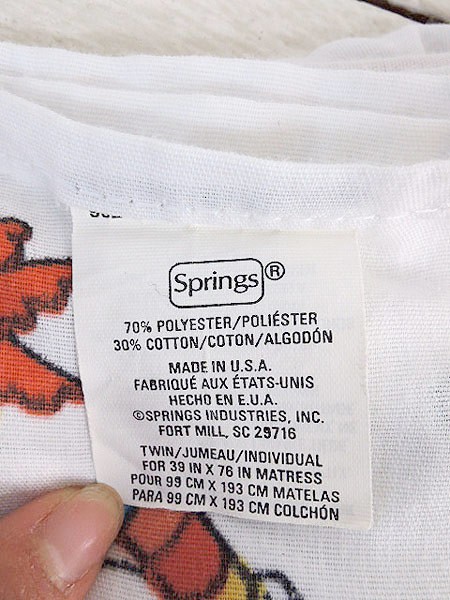 Springs®
70% POLYESTER/POLIÉSTER
30% COTTON/COTON/ALGODÓN
MADE IN U.S.A.
FABRIQUÉ AUX ÉTATS-UNIS
HECHO EN E.U.A.
©SPRINGS INDUSTRIES, INC.
FORT MILL, SC 29716
TWIN/JUMEAU/INDIVIDUAL
FOR 39 IN X 76 IN MATRESS
POUR 99 CM X 193 CM MATELAS
PARA 99 CM X 193 CM COLCHÓN